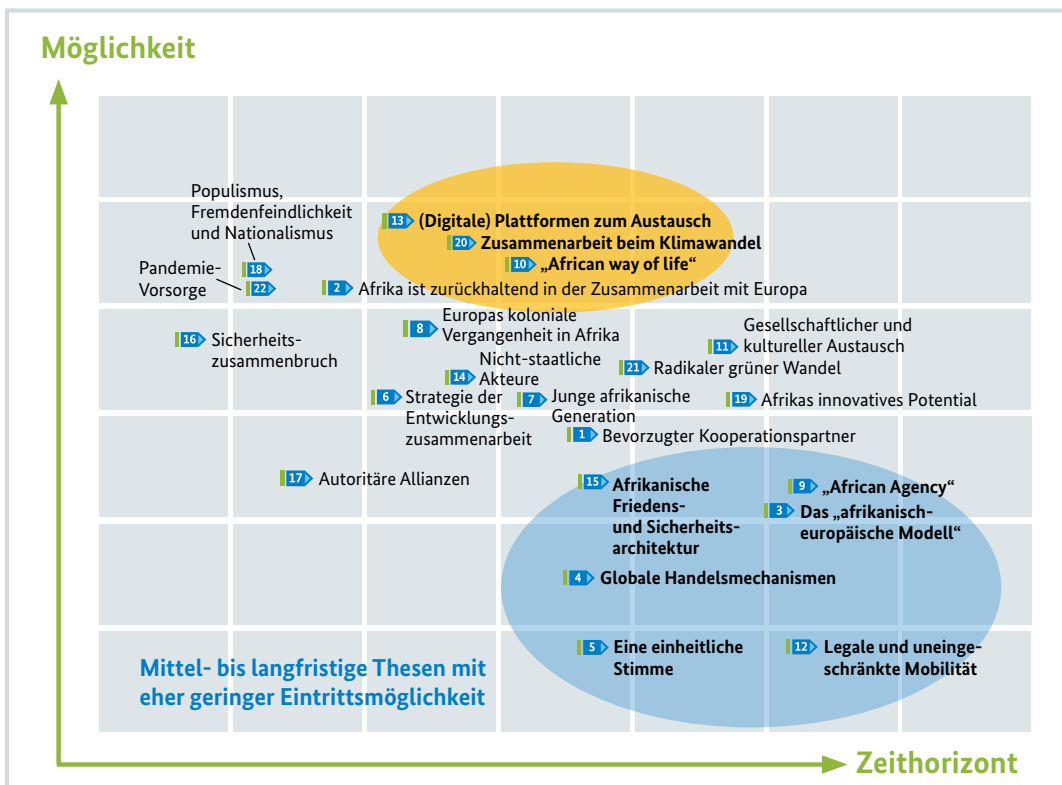 Möglichkeit
Populismus,
Fremdenfeindlichkeit
und Nationalismus
18
Pandemie-
Vorsorge
22
13 (Digitale) Plattformen zum Austausch
20 Zusammenarbeit beim Klimawandel
10 „African way of life“
2 Afrika ist zurückhaltend in der Zusammenarbeit mit Europa
16 Sicherheits-
zusammenbruch
8 Europas koloniale
Vergangenheit in Afrika
11 Gesellschaftlicher und
kultureller Austausch
14 Nicht-staatliche
Akteure
21 Radikaler grüner Wandel
6 Strategie der
Entwicklungs-
zusammenarbeit
7 Junge afrikanische
Generation
19 Afrikas innovatives Potential
1 Bevorzugter Kooperationspartner
17 Autoritäre Allianzen
15 Afrikanische
Friedens-
und Sicherheits-
architektur
9 „African Agency“
3 Das „afrikanisch-
europäische Modell“
4 Globale Handelsmechanismen
5 Eine einheitliche
Stimme
12 Legale und uneinge-
schränkte Mobilität
Mittel- bis langfristige Thesen mit
eher geringer Eintrittsmöglichkeit
Zeithorizont